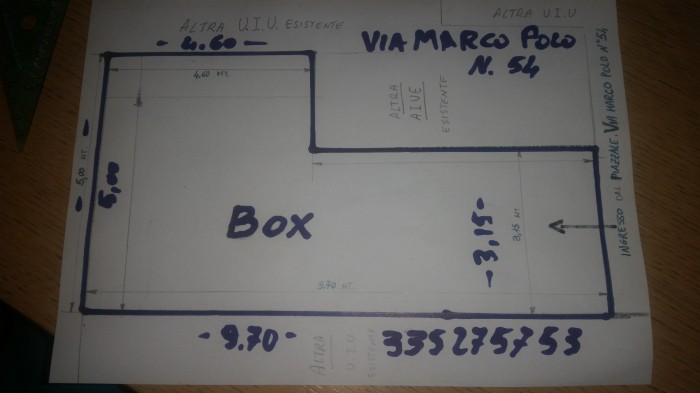 ALTRA U.I.U. ESISTENTE
ALTRA U.I.U
- 4.60 -
VIA MARCO POLO
N. 54
4,60 MT.
ALTRA
AIVE
ESISTENTE
INGRESSO DAL PIAZZALE. VIA MARCO POLO N°54
- 5,00 MT. -
5,00
BOX
- 3,15 -
3,15 MT
9.70 MT.
- 9.70 -
ALTRA
U.I.U
ESISTENTE
335275753